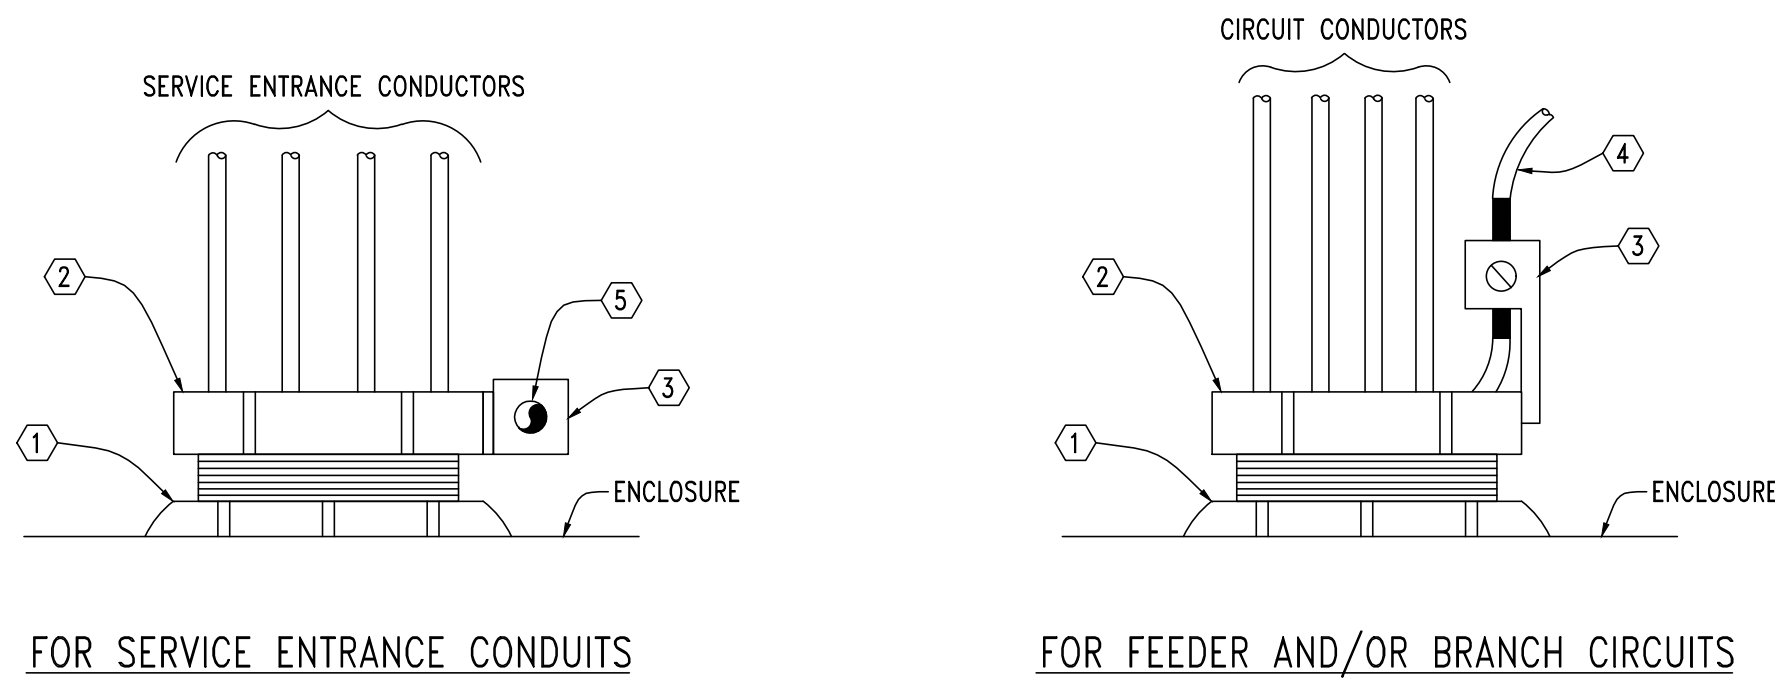 SERVICE ENTRANCE CONDUCTORS
2
5
3
1
ENCLOSURE
FOR SERVICE ENTRANCE CONDUITS
CIRCUIT CONDUCTORS
4
3
2
1
ENCLOSURE
FOR FEEDER AND/OR BRANCH CIRCUITS